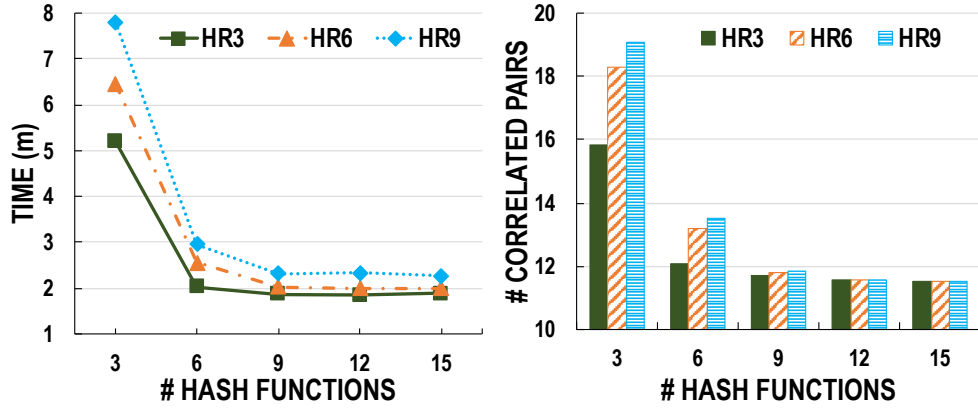 8
7
6
5
4
3
2
1
TIME (m)
HR3 HR6 HR9
3 6 9 12 15
# HASH FUNCTIONS
20
18
16
14
12
10
# CORRELATED PAIRS
HR3 HR6 HR9
3 6 9 12 15
# HASH FUNCTIONS